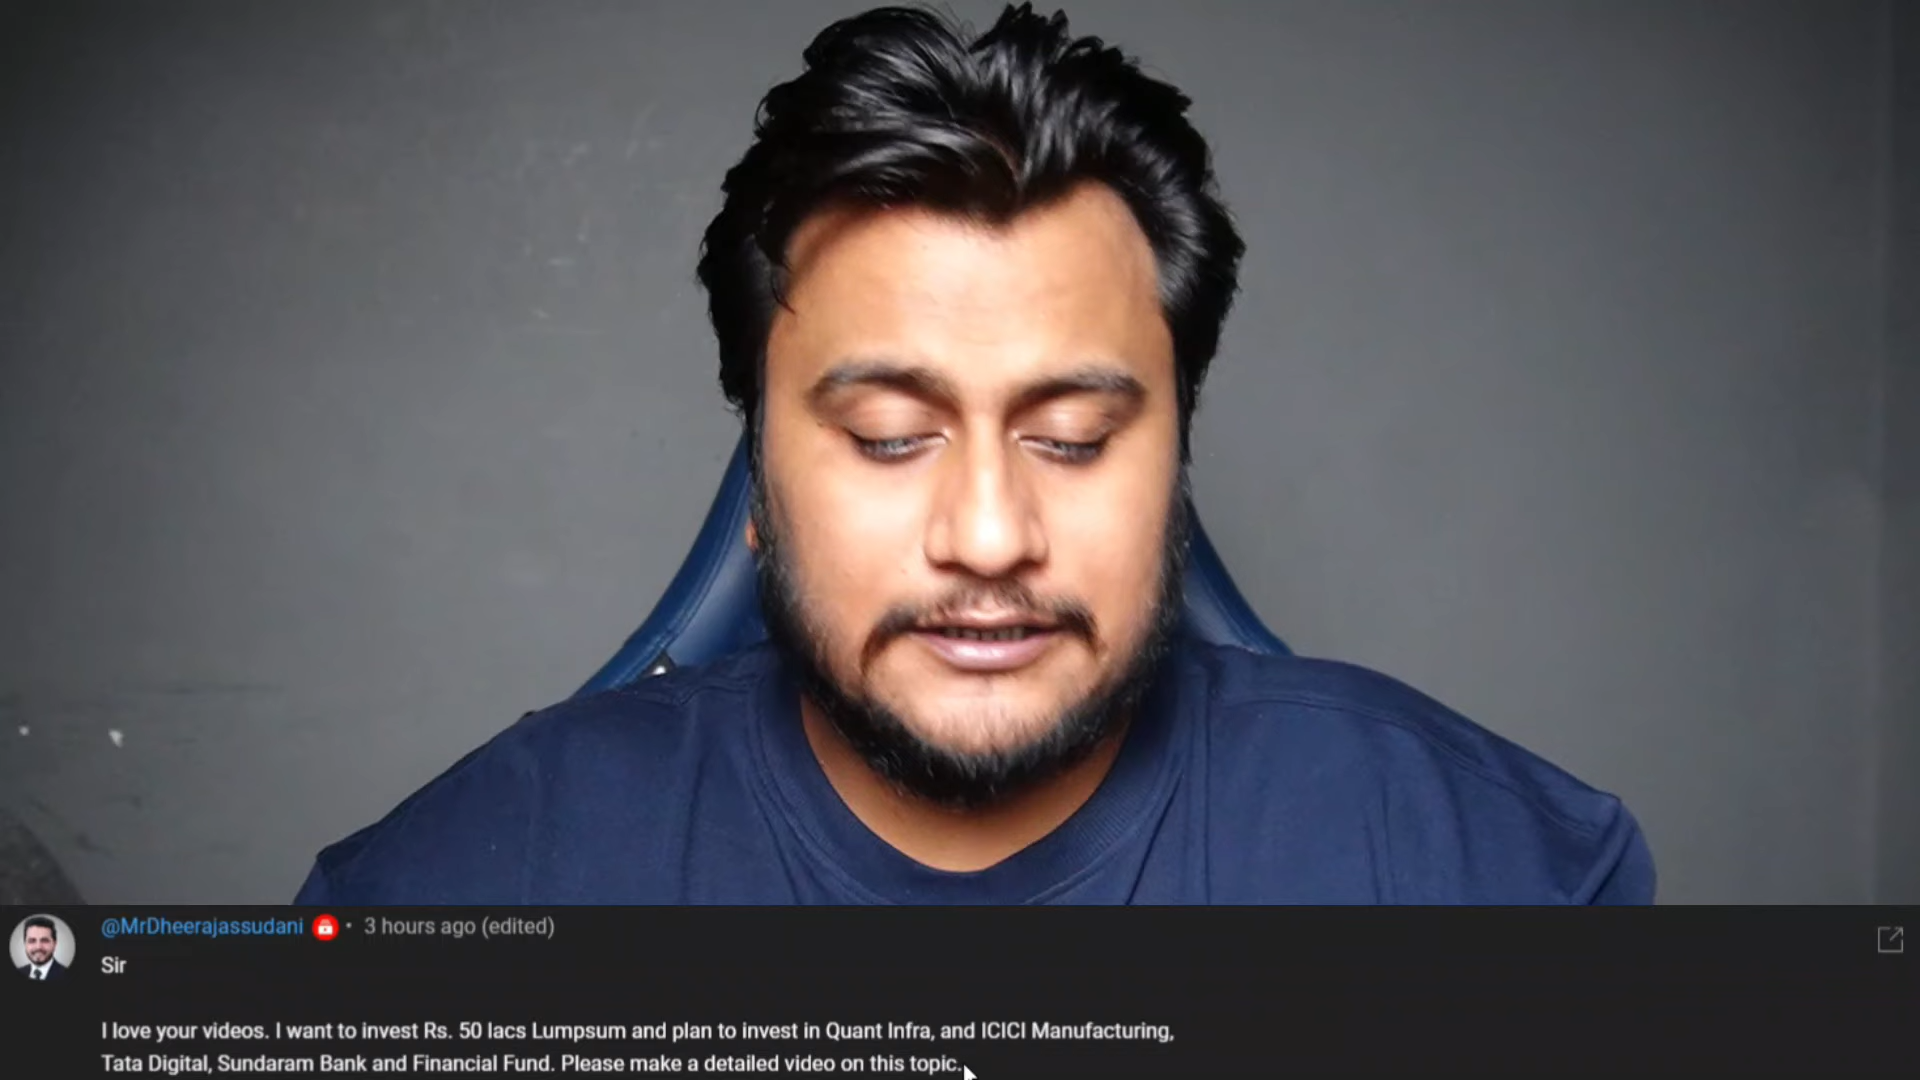 @MrDheerajassudani • 3 hours ago (edited)
Sir
I love your videos. I want to invest Rs. 50 lacs Lumpsum and plan to invest in Quant Infra, and ICICI Manufacturing,
Tata Digital, Sundaram Bank and Financial Fund. Please make a detailed video on this topic.